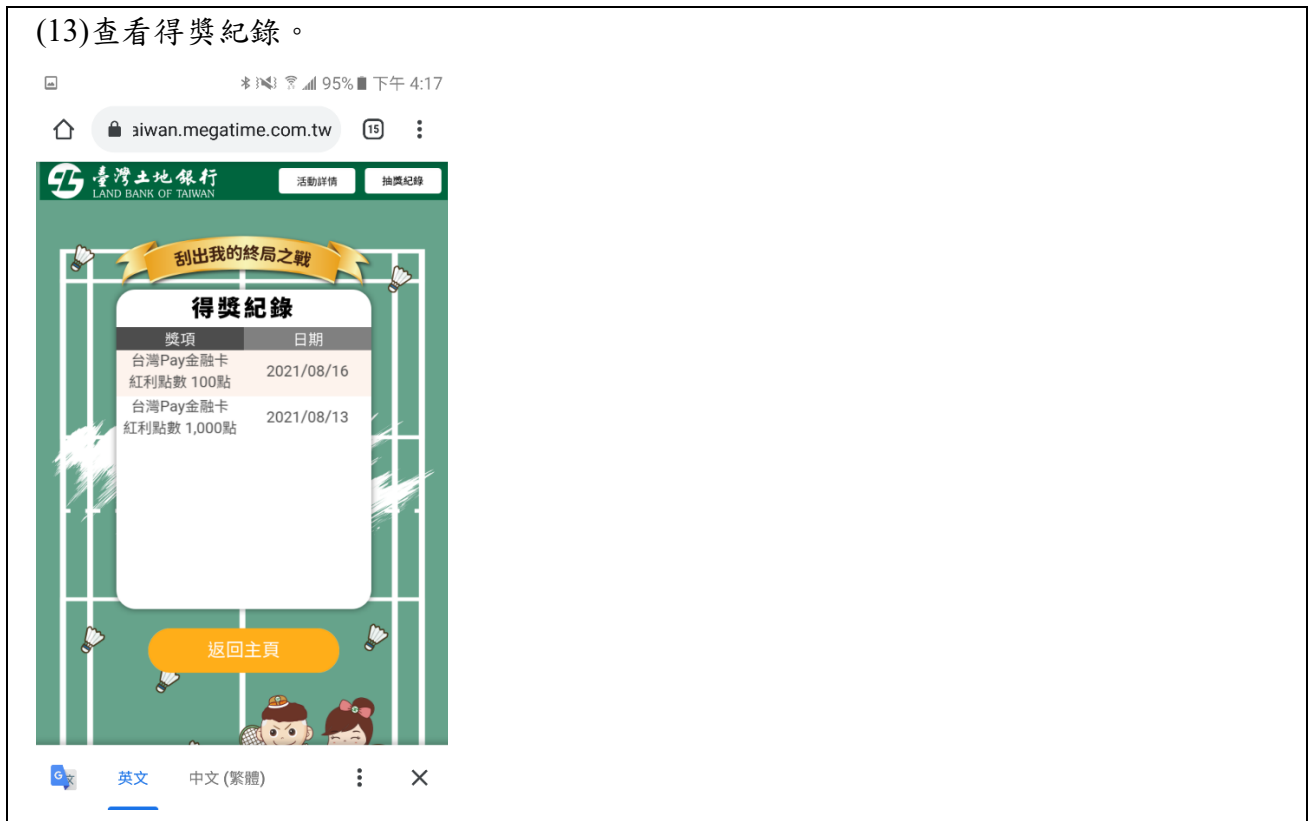 (13)查看得獎紀錄。
95% 下午 4:17
aiwan.megatime.com.tw 15
臺灣土地銀行
LAND BANK OF TAIWAN
活動詳情 抽獎紀錄
刮出我的終局之戰
得獎紀錄
獎項 日期
台灣Pay金融卡
紅利點數 100點
2021/08/16
台灣Pay金融卡
紅利點數 1,000點
2021/08/13
返回主頁
G文 英文 中文 (繁體)